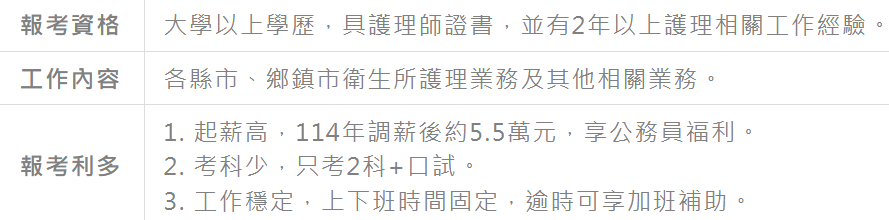 報考資格 大學以上學歷，具護理師證書，並有2年以上護理相關工作經驗。
工作內容 各縣市、鄉鎮市衛生所護理業務及其他相關業務。
報考利多
1. 起薪高，114年調薪後約5.5萬元，享公務員福利。
2. 考科少，只考2科+口試。
3. 工作穩定，上下班時間固定，逾時可享加班補助。